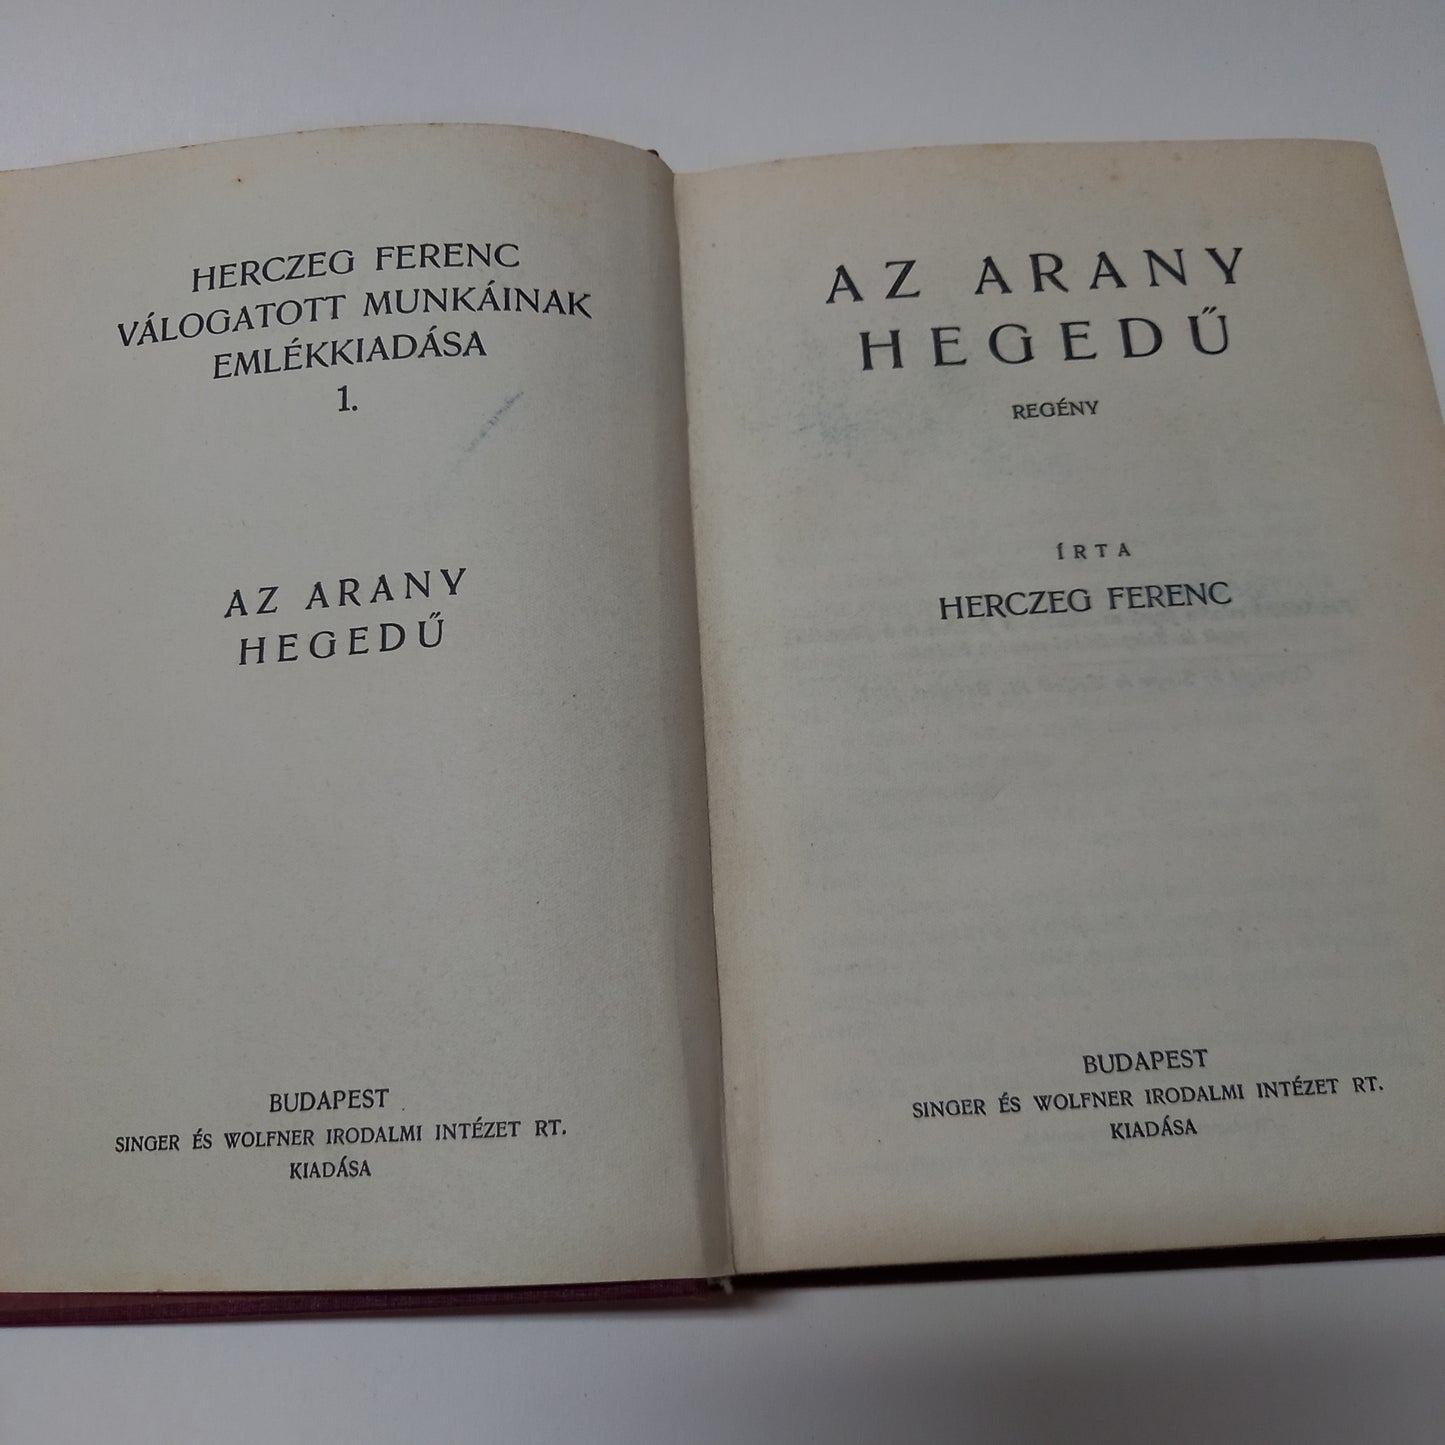 HERCZEG FERENC
VÁLOGATOTT MUNKÁINAK
EMLÉKKIADÁSA
1.
AZ ARANY
HEGEDŰ
BUDAPEST
SINGER ÉS WOLFNER IRODALMI INTÉZET RT.
KIADÁSA
AZ ARANY
HEGEDŰ
REGÉNY
ÍRTA
HERCZEG FERENC
BUDAPEST
SINGER ÉS WOLFNER IRODALMI INTÉZET RT.
KIADÁSA